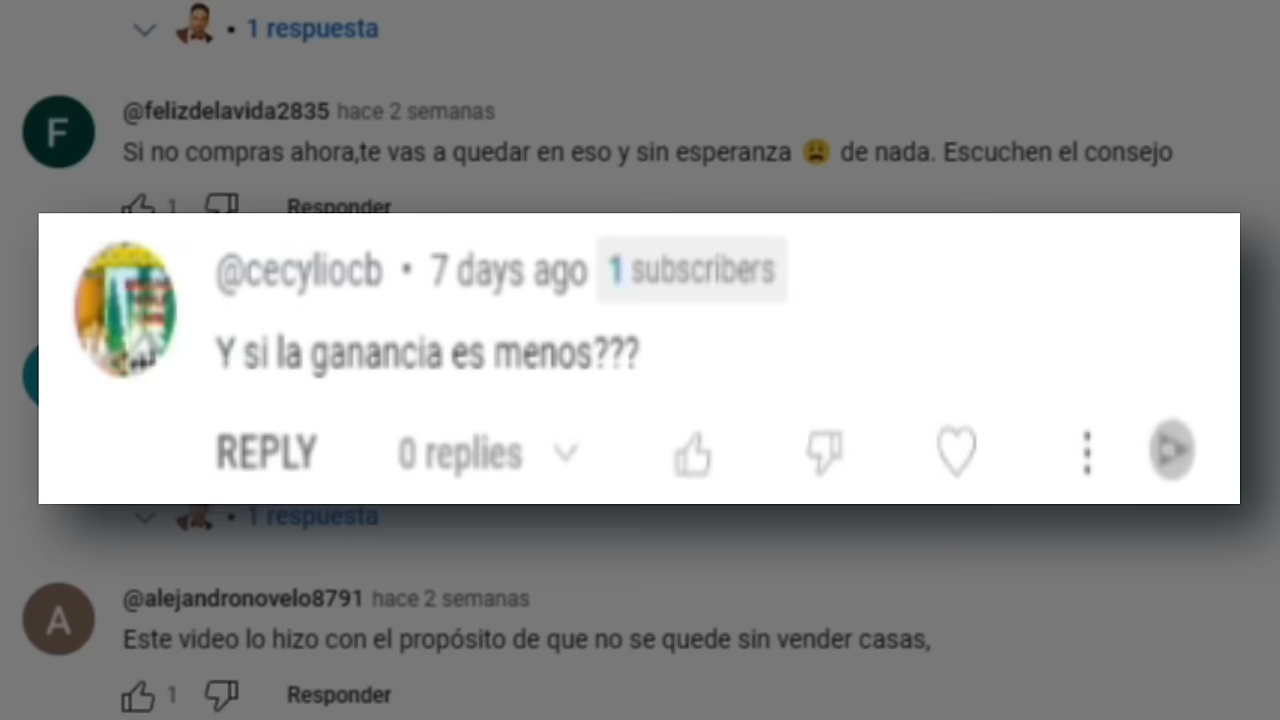 • 1 respuesta
F
@felizdelavida2835 hace 2 semanas
Si no compras ahora,te vas a quedar en eso y sin esperanza 😩 de nada. Escuchen el consejo
1 Responder
@cecyliocb • 7 days ago 1 subscribers
Y si la ganancia es menos???
REPLY 0 replies
• 1 respuesta
A
@alejandronovelo8791 hace 2 semanas
Este video lo hizo con el propósito de que no se quede sin vender casas,
1 Responder